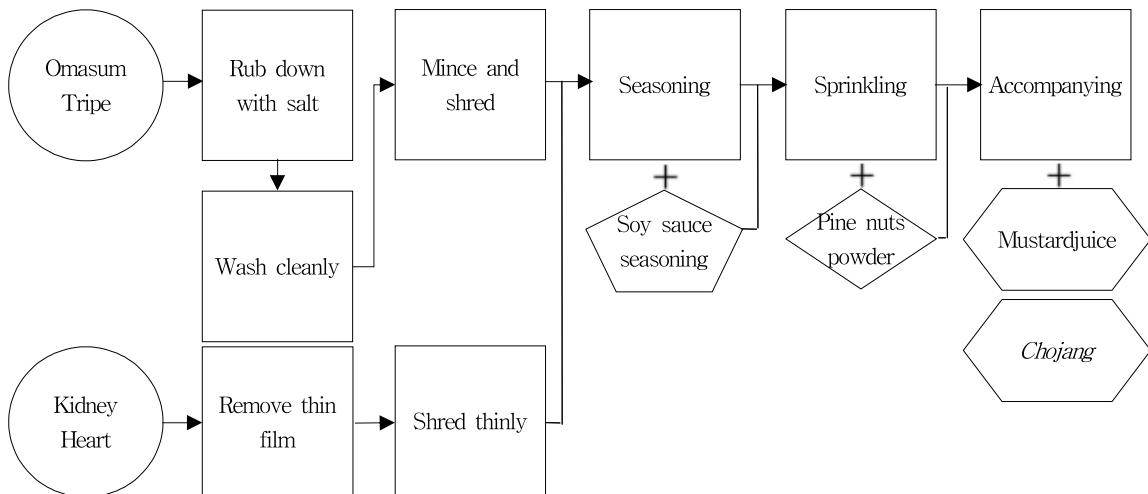 Omasum
Tripe
Rub down
with salt
Mince and
shred
Seasoning
Sprinkling
Accompanying
+
+
+
Wash cleanly
Soy sauce
seasoning
Pine nuts
powder
Mustardjuice
Chojang
Kidney
Heart
Remove thin
film
Shred thinly